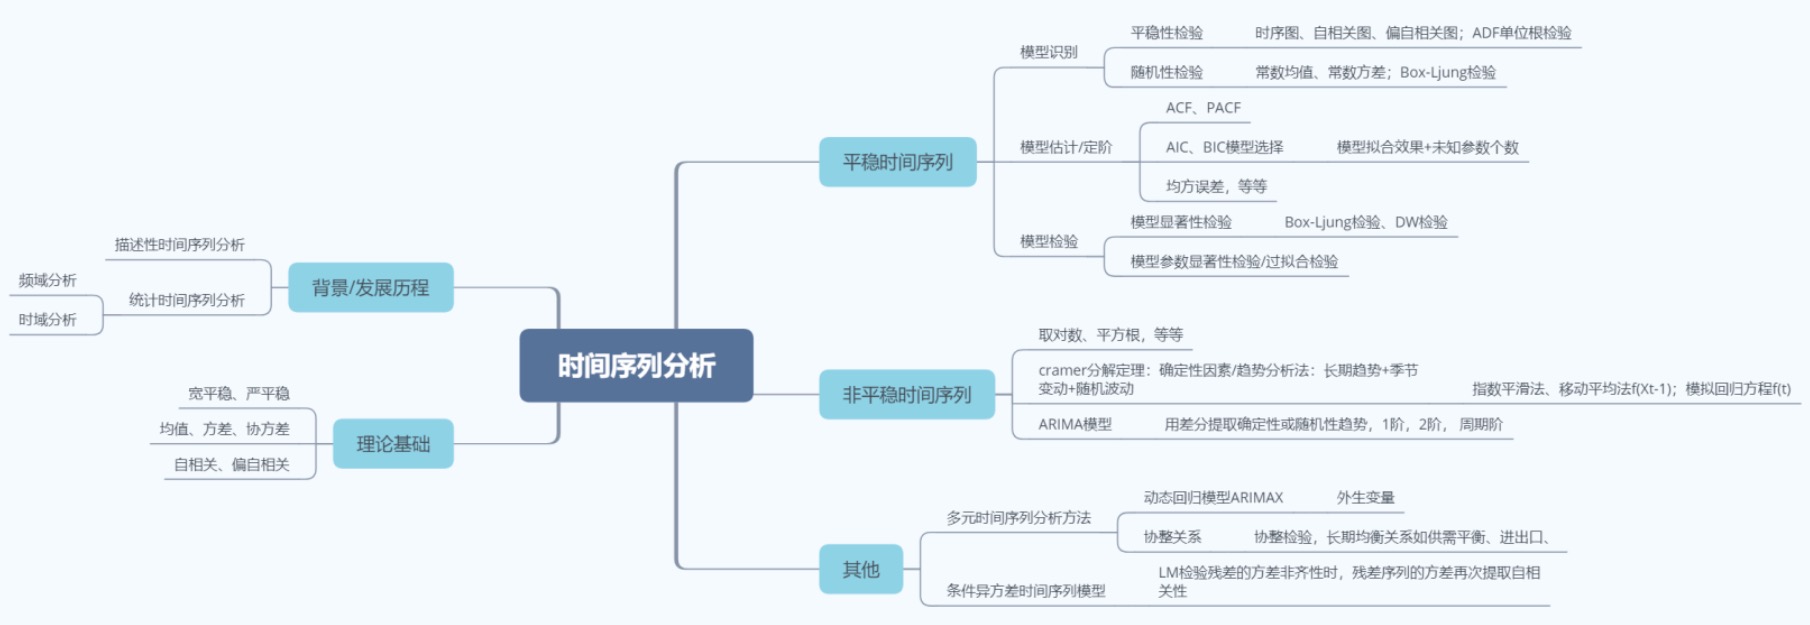 时间序列分析
背景/发展历程
描述性时间序列分析
统计时间序列分析
频域分析
时域分析
理论基础
宽平稳、严平稳
均值、方差、协方差
自相关、偏自相关
平稳时间序列
模型识别
平稳性检验
时序图、自相关图、偏自相关图；ADF单位根检验
随机性检验
常数均值、常数方差；Box-Ljung检验
模型估计/定阶
ACF、PACF
AIC、BIC模型选择
模型拟合效果+未知参数个数
均方误差，等等
模型检验
模型显著性检验
Box-Ljung检验、DW检验
模型参数显著性检验/过拟合检验
非平稳时间序列
取对数、平方根，等等
cramer分解定理：确定性因素/趋势分析法：长期趋势+季节
变动+随机波动
指数平滑法、移动平均法f(Xt-1)；模拟回归方程f(t)
ARIMA模型
用差分提取确定性或随机性趋势，1阶，2阶， 周期阶
其他
多元时间序列分析方法
动态回归模型ARIMAX
外生变量
协整关系
协整检验，长期均衡关系如供需平衡、进出口、
条件异方差时间序列模型
LM检验残差的方差非齐性时，残差序列的方差再次提取自相
关性